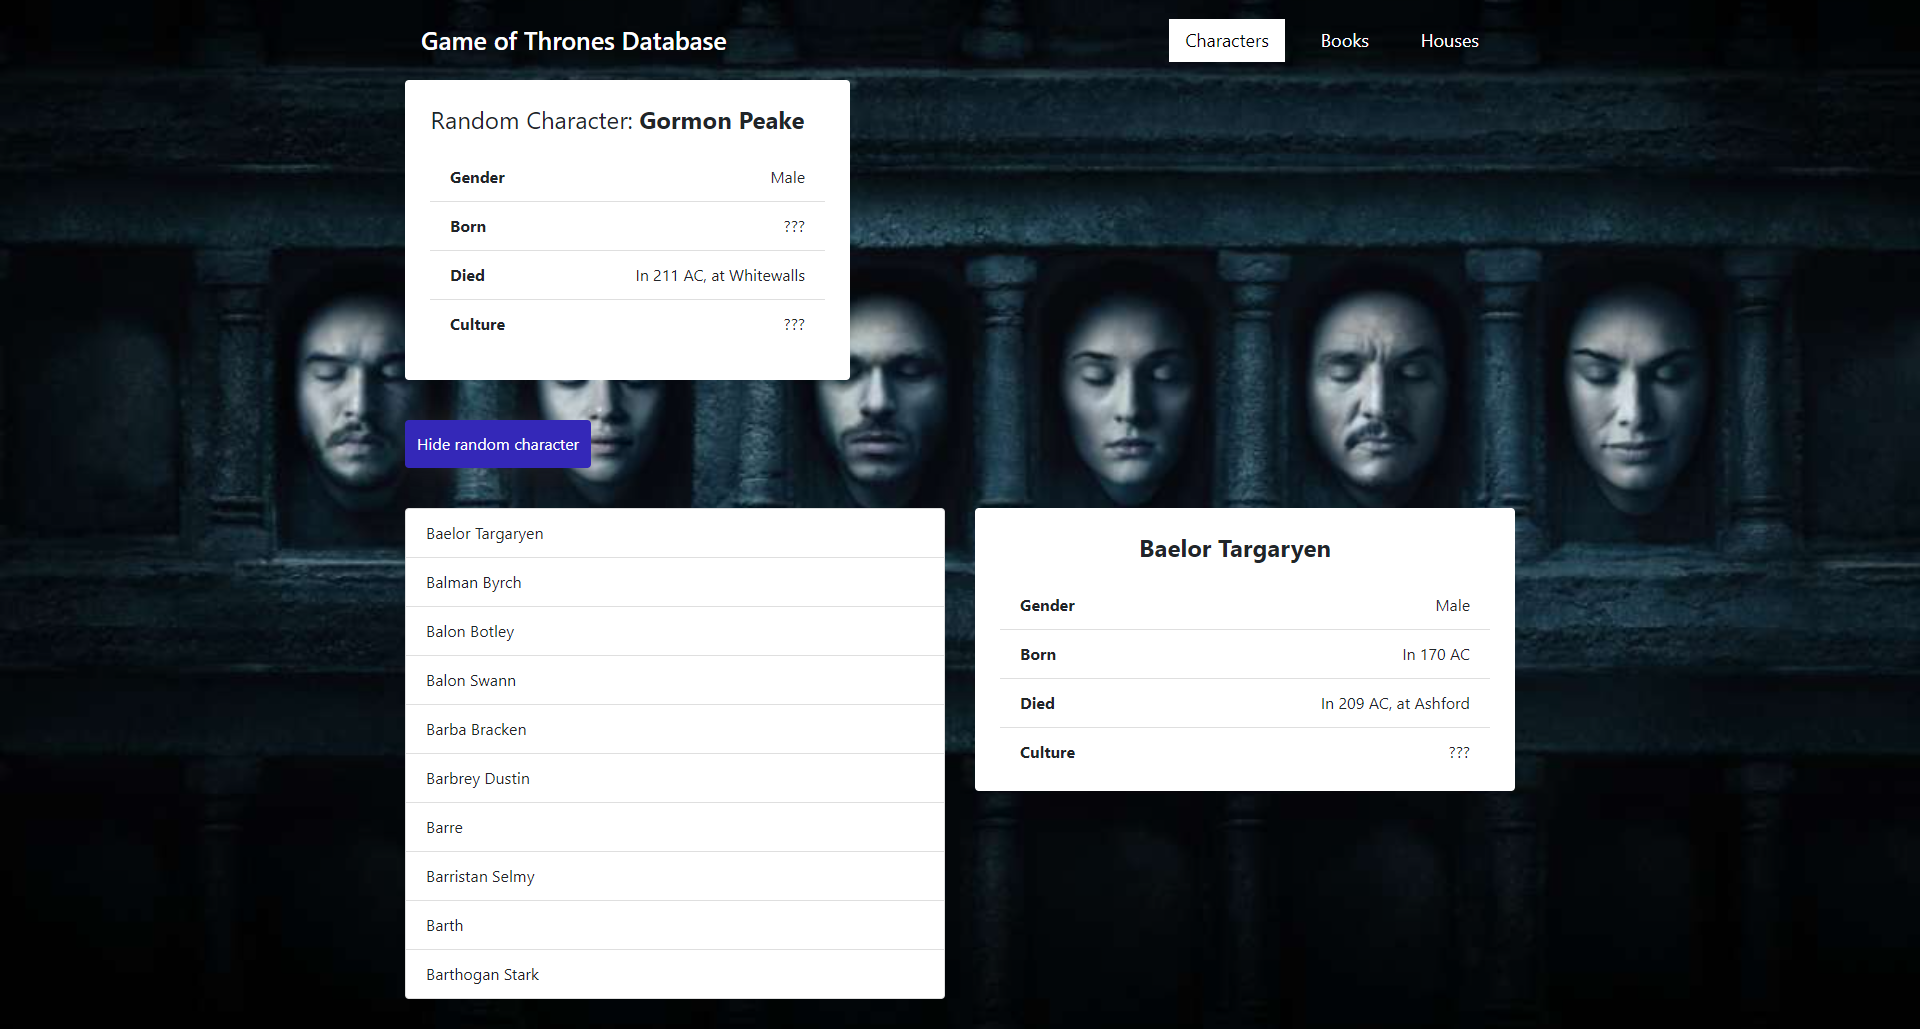 Game of Thrones Database
Characters Books Houses
Random Character: Gormon Peake
Gender Male
Born ???
Died In 211 AC, at Whitewalls
Culture ???
Hide random character
Baelor Targaryen
Balman Byrch
Balon Botley
Balon Swann
Barba Bracken
Barbrey Dustin
Barre
Barristan Selmy
Barth
Barthogan Stark
Baelor Targaryen
Gender Male
Born In 170 AC
Died In 209 AC, at Ashford
Culture ???